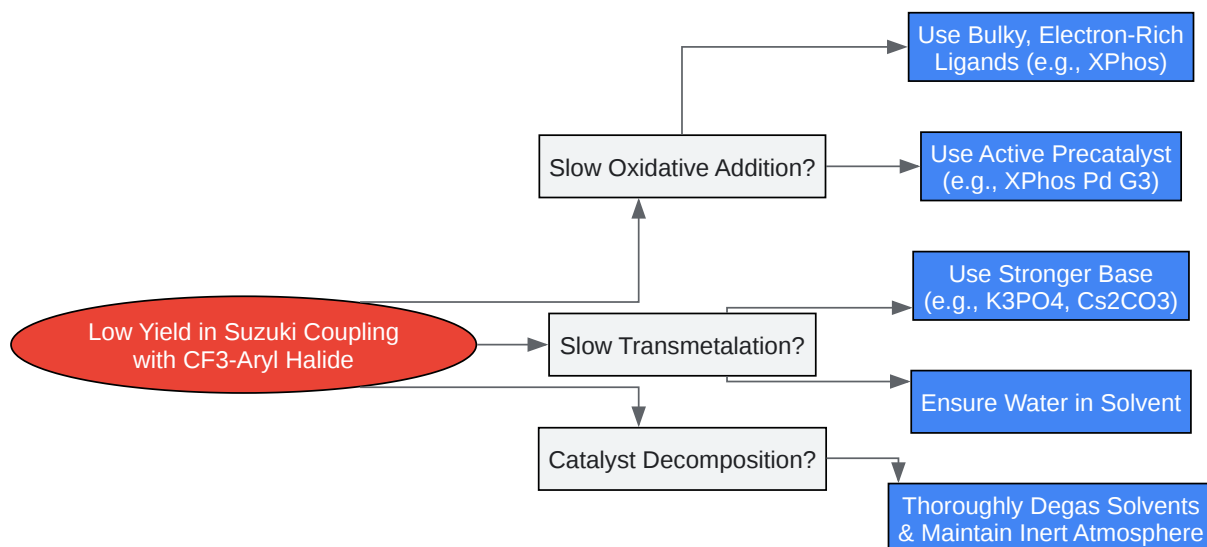 Use Bulky, Electron-Rich
Ligands (e.g., XPhos)
Slow Oxidative Addition?
Use Active Precatalyst
(e.g., XPhos Pd G3)
Use Stronger Base
(e.g., K3PO4, Cs2CO3)
Low Yield in Suzuki Coupling
with CF3-Aryl Halide
Slow Transmetalation?
Ensure Water in Solvent
Catalyst Decomposition?
Thoroughly Degas Solvents
& Maintain Inert Atmosphere